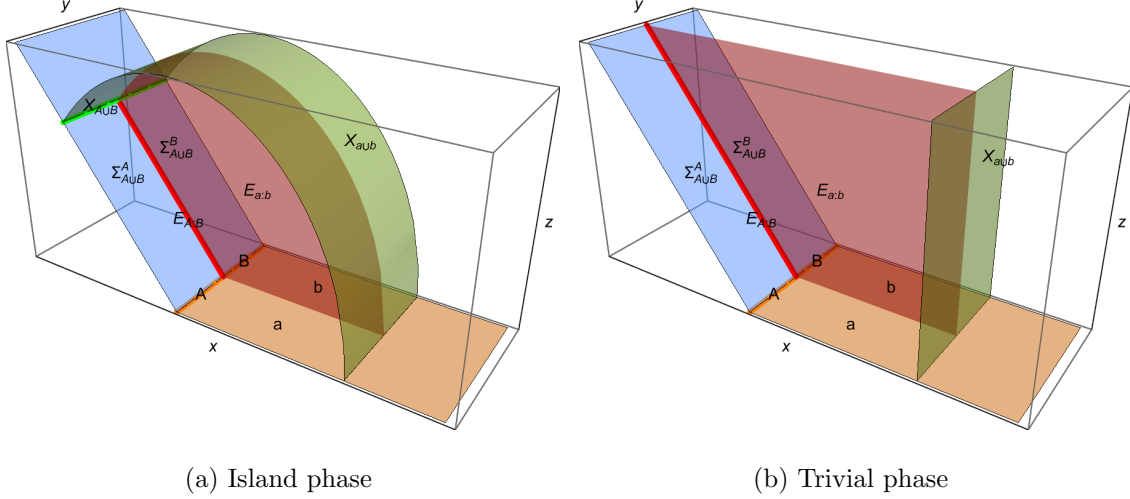 y
X_{A∪B}
Σ^B_{A∪B}
Σ^A_{A∪B}
X_{a∪b}
E_{a:b}
E_{A:B}
z
B
A
b
a
x
(a) Island phase
y
Σ^B_{A∪B}
Σ^A_{A∪B}
X_{a∪b}
E_{a:b}
E_{A:B}
z
B
A
b
a
x
(b) Trivial phase